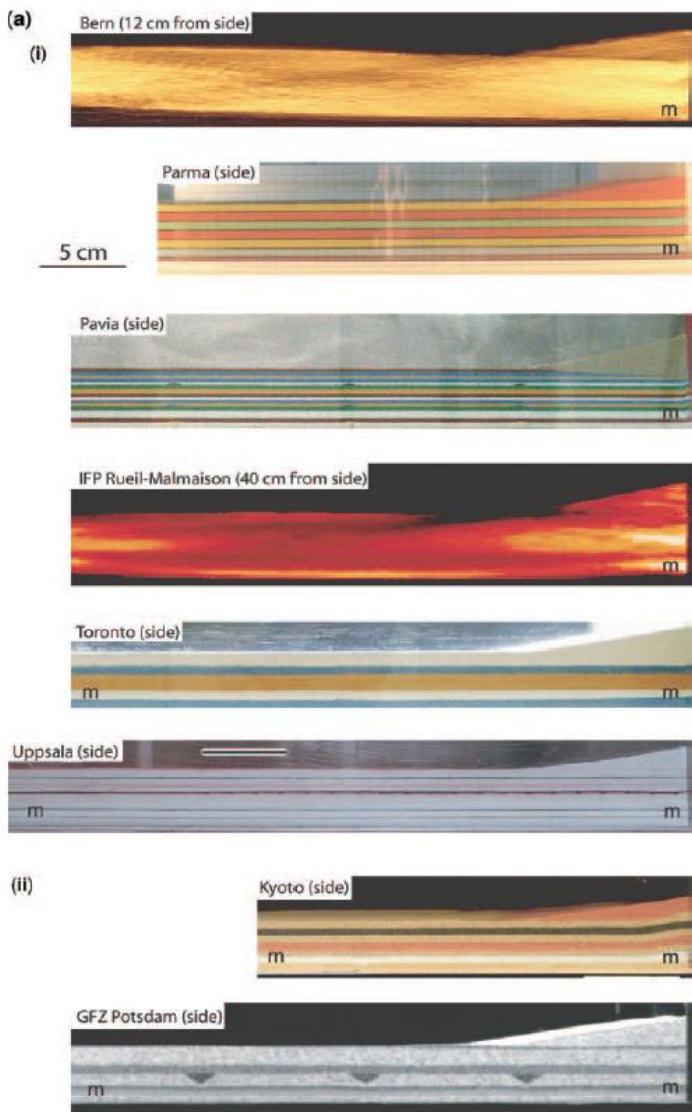 (a)
Bern (12 cm from side)
(i)
m
Parma (side)
5 cm
m
Pavia (side)
m
IFP Rueil-Malmaison (40 cm from side)
m
Toronto (side)
m m
Uppsala (side)
m m
(ii)
Kyoto (side)
m m
GFZ Potsdam (side)
m m